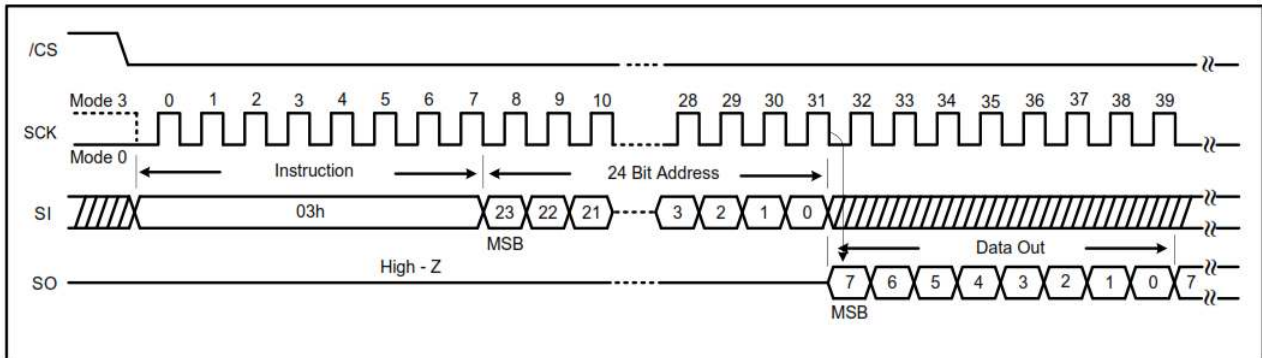 /CS
Mode 3 0 1 2 3 4 5 6 7 8 9 10 28 29 30 31 32 33 34 35 36 37 38 39
SCK
Mode 0
Instruction 24 Bit Address
SI 03h 23 22 21 3 2 1 0
MSB Data Out
High - Z
SO 7 6 5 4 3 2 1 0 7
MSB